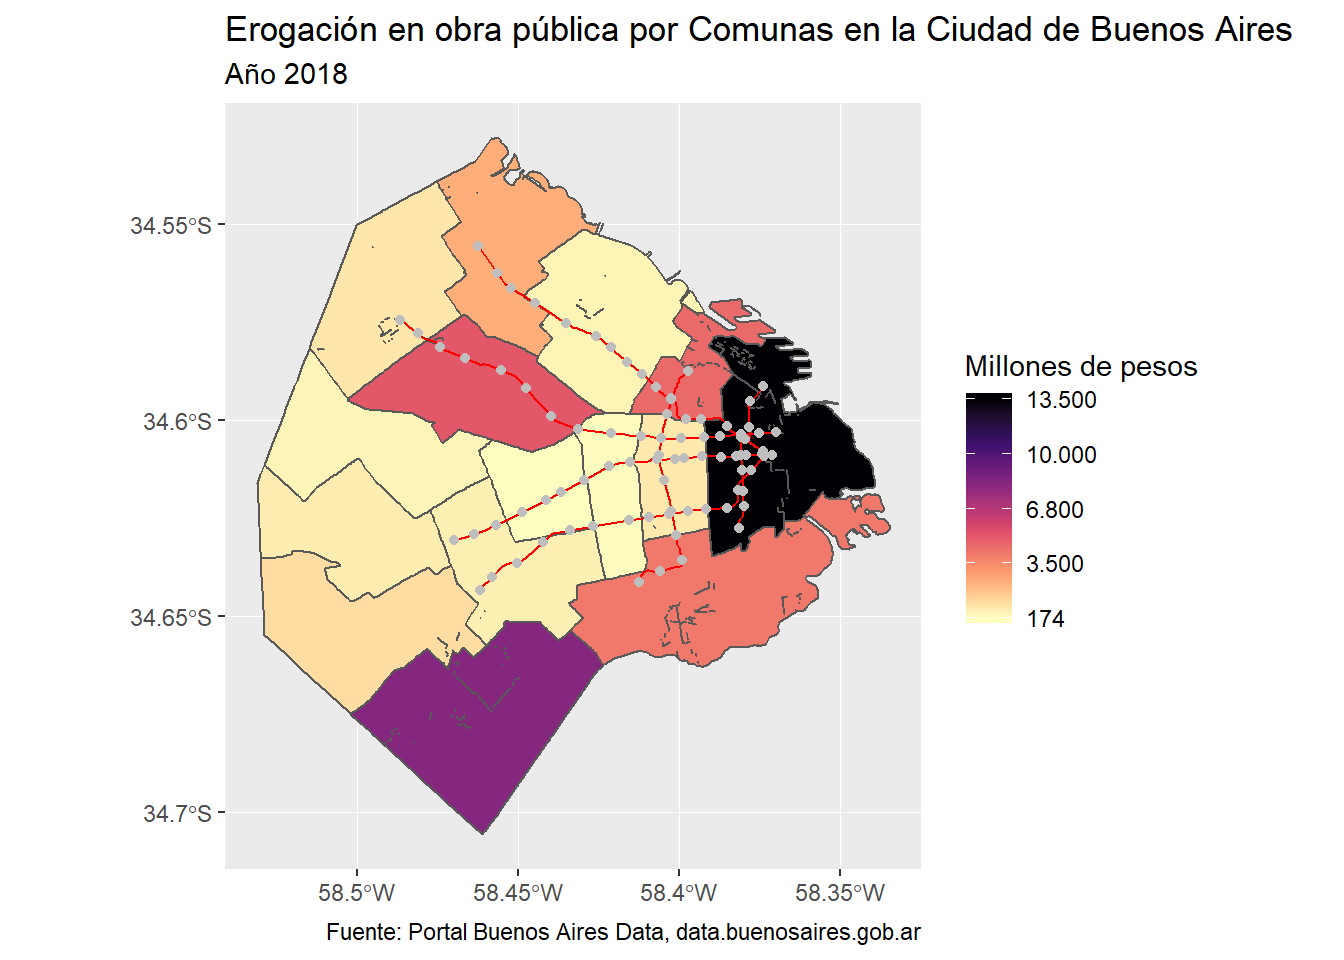 Erogación en obra pública por Comunas en la Ciudad de Buenos Aires
Año 2018
34.55°S
34.6°S
34.65°S
34.7°S
58.5°W
58.45°W
58.4°W
58.35°W
Millones de pesos
13.500
10.000
6.800
3.500
174
Fuente: Portal Buenos Aires Data, data.buenosaires.gob.ar